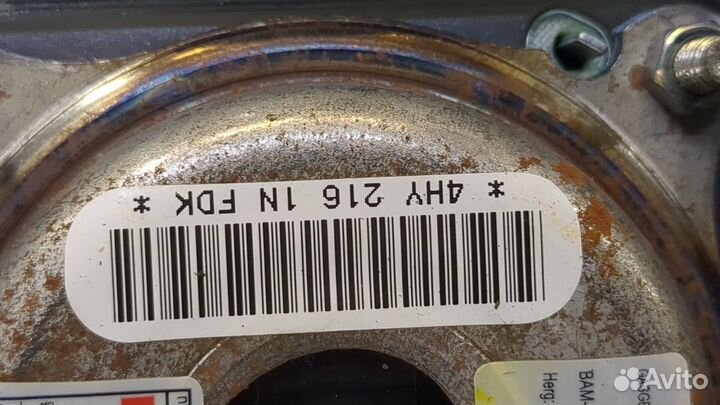 * 4HY 216 1N FDK *
BAM-
Herg:
Avito